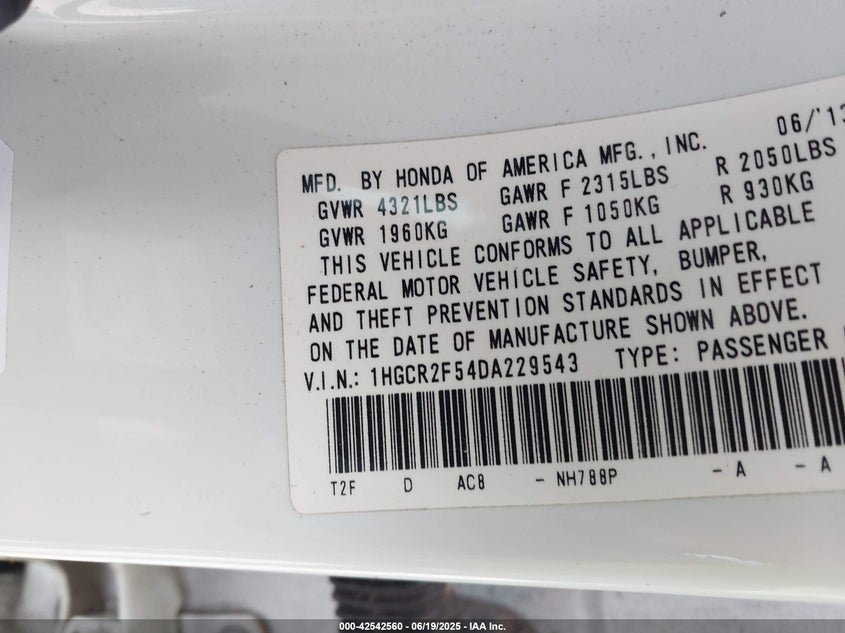 MFD. BY HONDA OF AMERICA MFG., INC. 06/'13
GVWR 4321LBS GAWR F 2315LBS R 2050LBS
GVWR 1960KG GAWR F 1050KG R 930KG
THIS VEHICLE CONFORMS TO ALL APPLICABLE
FEDERAL MOTOR VEHICLE SAFETY, BUMPER,
AND THEFT PREVENTION STANDARDS IN EFFECT
ON THE DATE OF MANUFACTURE SHOWN ABOVE.
V.I.N.: 1HGCR2F54DA229543 TYPE: PASSENGER
T2F D AC8 - NH788P - A - A
000-42542560 - 06/19/2025 - IAA Inc.